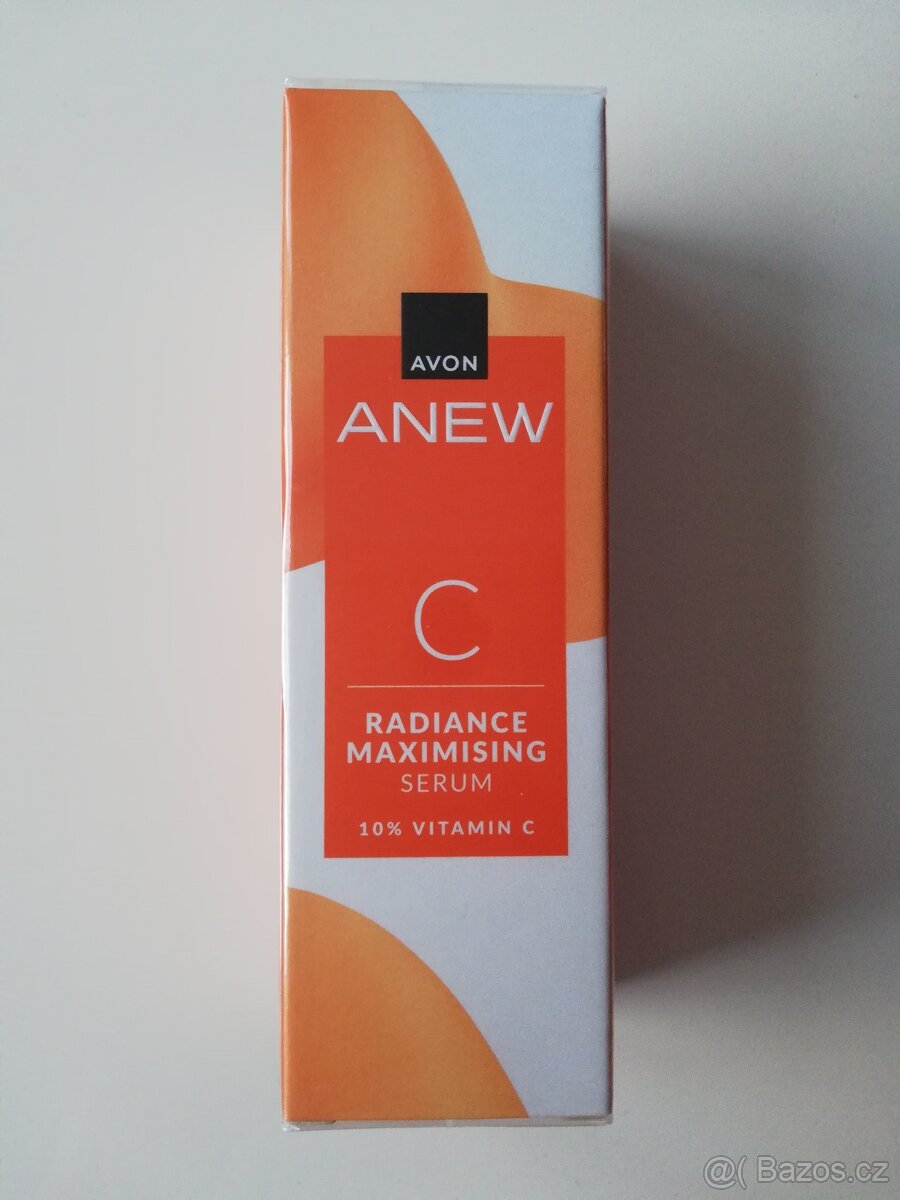 AVON
ANEW
C
RADIANCE
MAXIMISING
SERUM
10% VITAMIN C
@( Bazos.cz